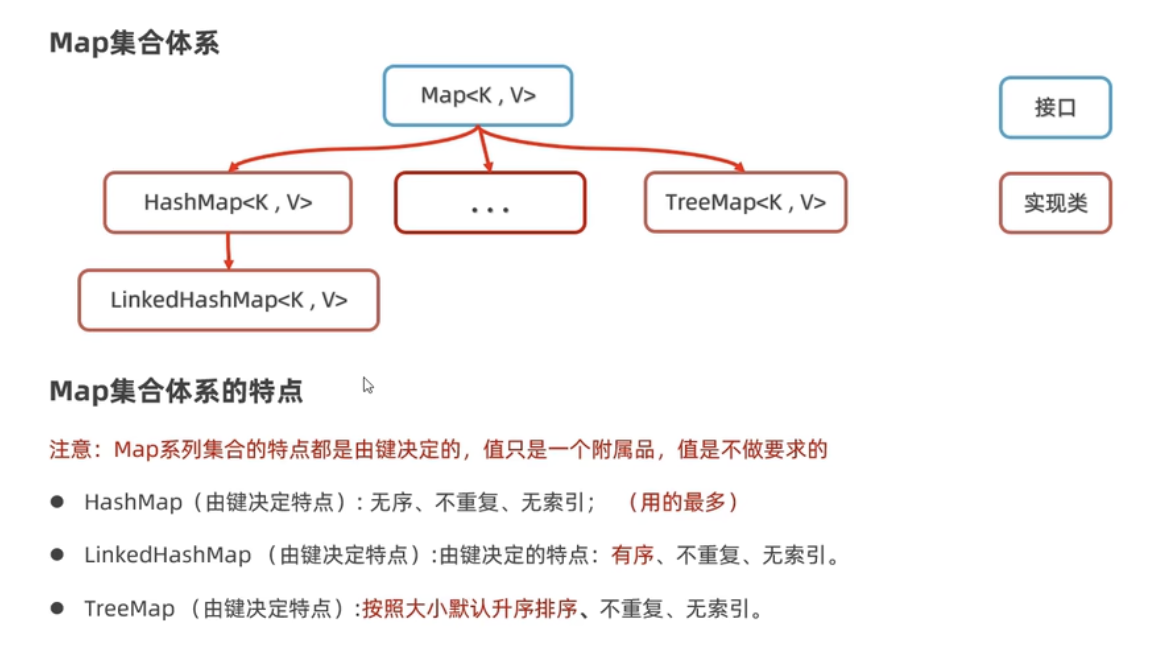 Map集合体系
Map<K , V>
接口
HashMap<K , V>
...
TreeMap<K , V>
实现类
LinkedHashMap<K , V>
Map集合体系的特点
注意：Map系列集合的特点都是由键决定的，值只是一个附属品，值是不做要求的
● HashMap（由键决定特点）: 无序、不重复、无索引； （用的最多）
● LinkedHashMap （由键决定特点）:由键决定的特点：有序、不重复、无索引。
● TreeMap （由键决定特点）:按照大小默认升序排序、不重复、无索引。